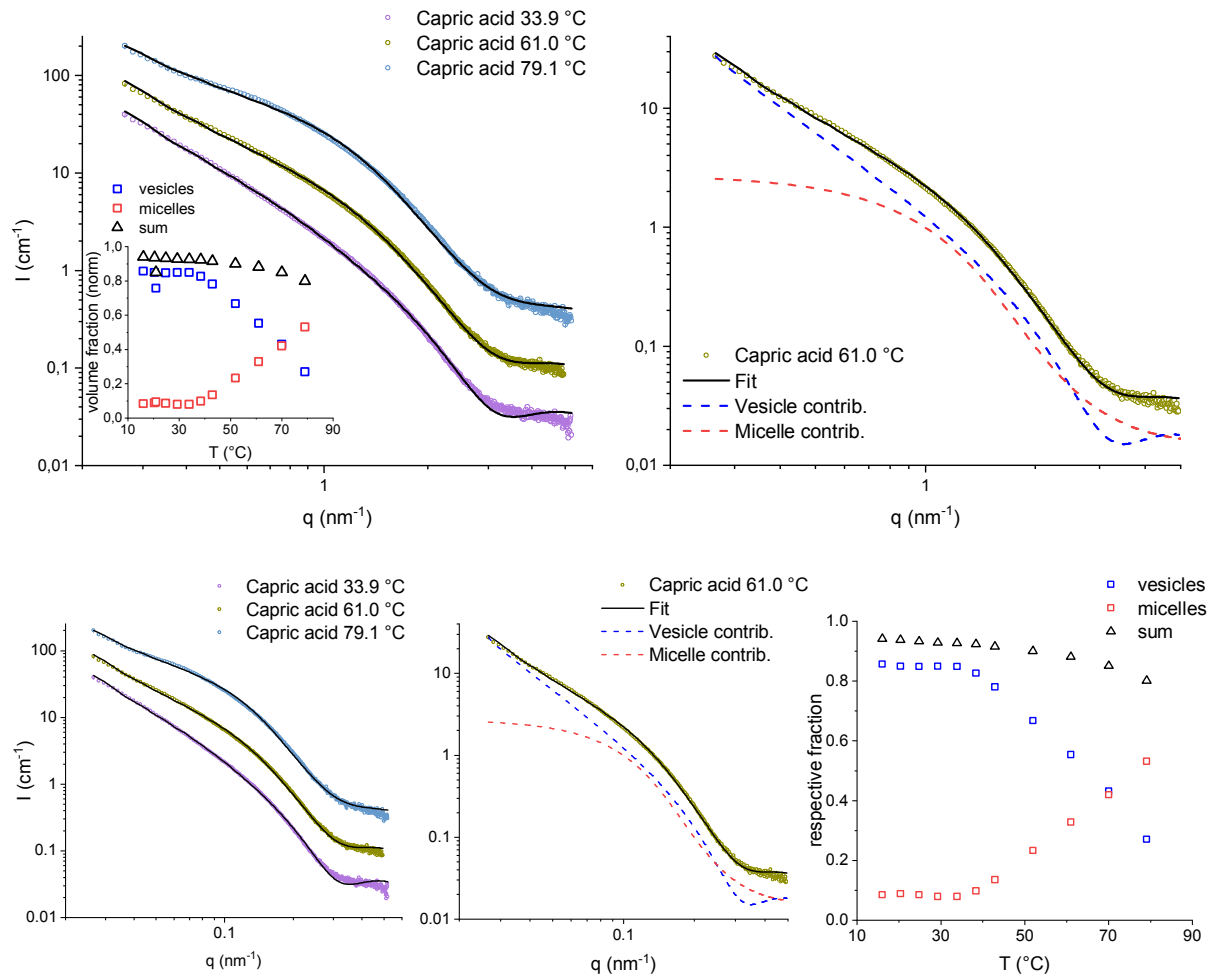 Capric acid 33.9 °C
Capric acid 61.0 °C
Capric acid 79.1 °C
100
10
1
0,1
0,01
I (cm⁻¹)
1
q (nm⁻¹)
vesicles
micelles
sum
1,0
0,8
0,6
0,4
0,2
0,0
volume fraction (norm)
10 30 50 70 90
T (°C)
10
1
0,1
0,01
Capric acid 61.0 °C
Fit
Vesicle contrib.
Micelle contrib.
1
q (nm⁻¹)
Capric acid 33.9 °C
Capric acid 61.0 °C
Capric acid 79.1 °C
100
10
1
0.1
0.01
I (cm⁻¹)
0.1
q (nm⁻¹)
Capric acid 61.0 °C
Fit
Vesicle contrib.
Micelle contrib.
10
1
0.1
0.01
0.1
q (nm⁻¹)
vesicles
micelles
sum
1.0
0.8
0.6
0.4
0.2
0.0
respective fraction
10 30 50 70 90
T (°C)